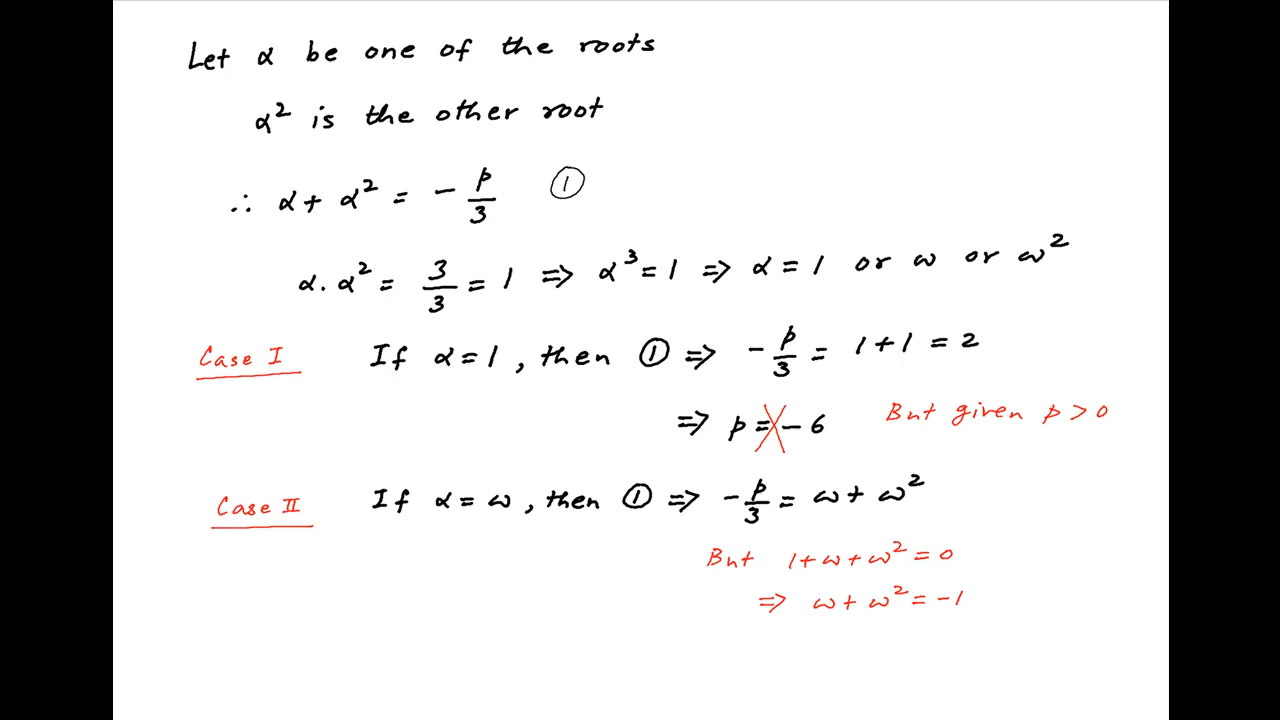 Let α be one of the roots
α² is the other root
∴ α + α² = - p/3 ①
α . α² = 3/3 = 1 ⇒ α³ = 1 ⇒ α = 1 or ω or ω²
Case I If α = 1 , then ① ⇒ - p/3 = 1 + 1 = 2
⇒ p = - 6 But given p > 0
Case II If α = ω , then ① ⇒ - p/3 = ω + ω²
But 1 + ω + ω² = 0
⇒ ω + ω² = -1